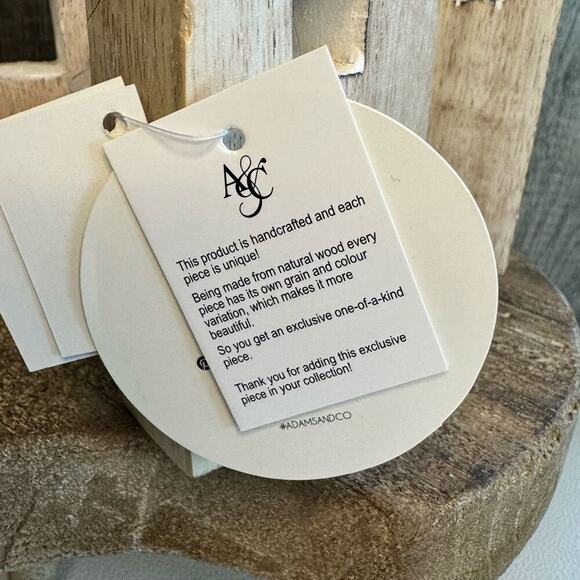 A&C
This product is handcrafted and each
piece is unique!
Being made from natural wood every
piece has its own grain and colour
variation, which makes it more
beautiful.
So you get an exclusive one-of-a-kind
piece.
Thank you for adding this exclusive
piece in your collection!
#ADAMSANDCO